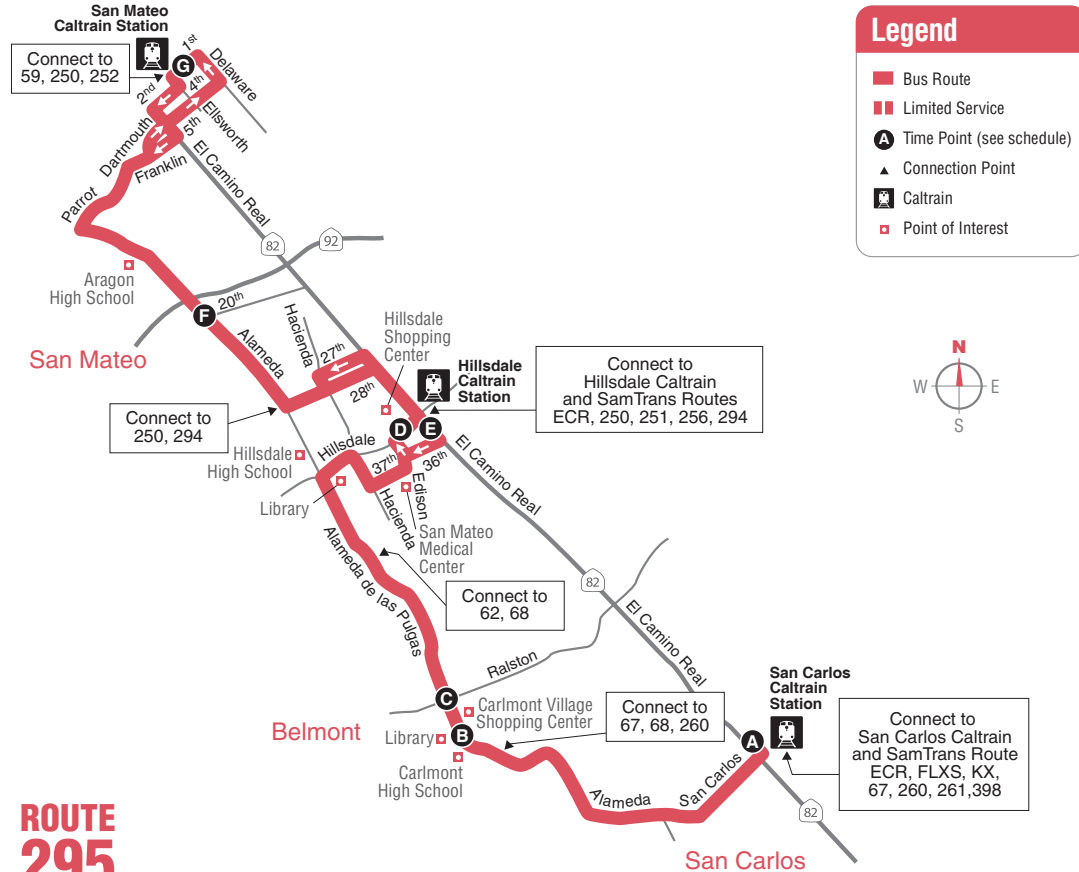 San Mateo
Caltrain Station
Connect to
59, 250, 252
G
1st
Delaware
2nd
4th
Ellsworth
Dartmouth
5th
Franklin
El Camino Real
Parrot
82
92
Aragon
High School
F
20th
San Mateo
Alameda
Hacienda
27th
28th
Hillsdale
Shopping
Center
Hillsdale
Caltrain
Station
Connect to
Hillsdale Caltrain
and SamTrans Routes
ECR, 250, 251, 256, 294
Connect to
250, 294
D
E
Hillsdale
High School
Hillsdale
37th
36th
El Camino Real
Library
Hacienda
Edison
San Mateo
Medical
Center
Alameda de las Pulgas
Connect to
62, 68
82
El Camino Real
Ralston
C
Carlmont Village
Shopping Center
Belmont
Library
B
Carlmont
High School
Connect to
67, 68, 260
San Carlos
Caltrain
Station
A
Connect to
San Carlos Caltrain
and SamTrans Route
ECR, FLXS, KX,
67, 260, 261,398
Alameda
San Carlos
82
San Carlos
ROUTE
295
Legend
Bus Route
Limited Service
A Time Point (see schedule)
Connection Point
Caltrain
Point of Interest
N
W E
S